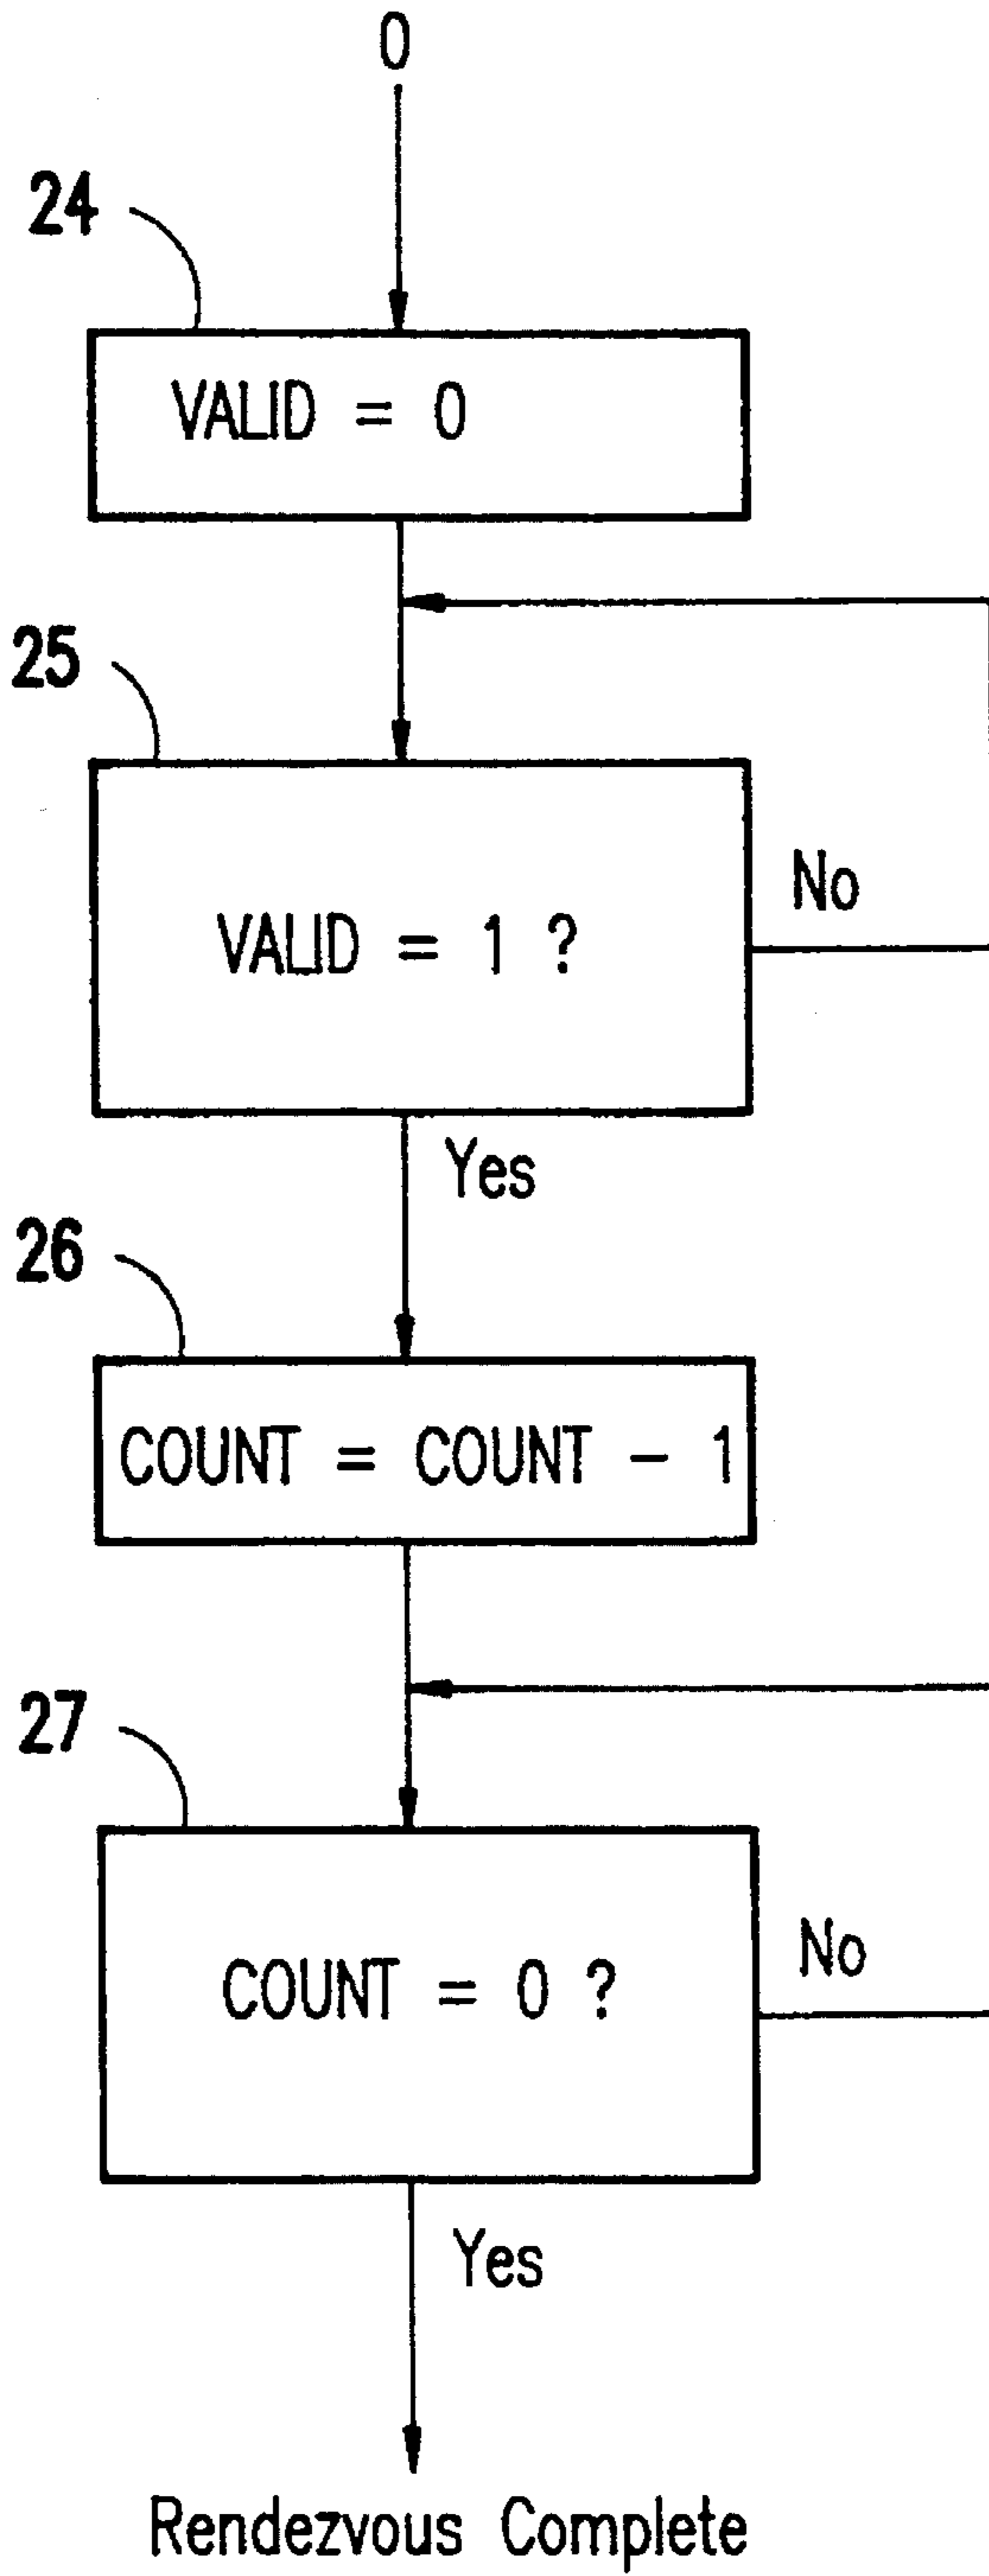 0
24
VALID = 0
25
VALID = 1 ?
No
Yes
26
COUNT = COUNT - 1
27
COUNT = 0 ?
No
Yes
Rendezvous Complete